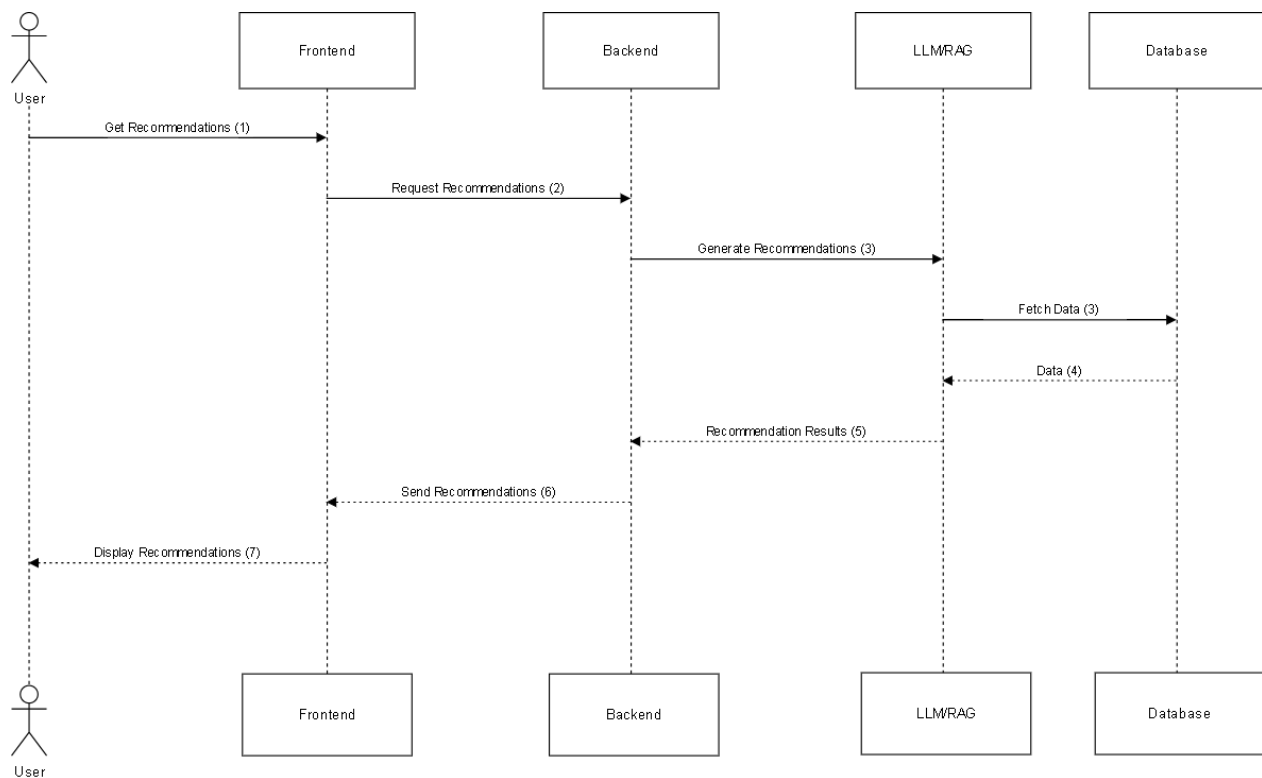 Frontend
Backend
LLM/RAG
Database
User
Get Recommendations (1)
Request Recommendations (2)
Generate Recommendations (3)
Fetch Data (3)
Data (4)
Recommendation Results (5)
Send Recommendations (6)
Display Recommendations (7)
Frontend
Backend
LLM/RAG
Database
User